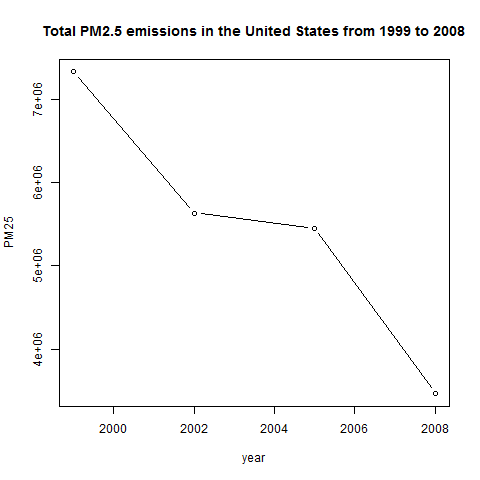 Total PM2.5 emissions in the United States from 1999 to 2008
7e+06
6e+06
5e+06
4e+06
PM25
2000 2002 2004 2006 2008
year